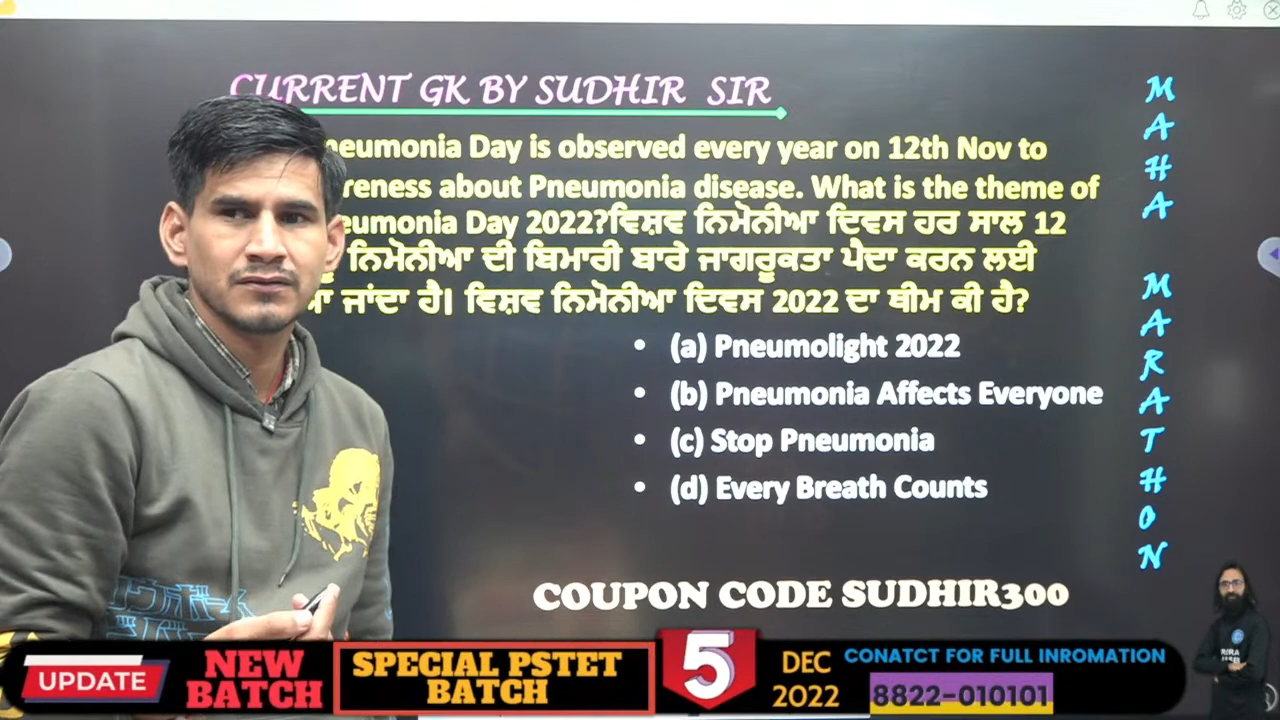 CURRENT GK BY SUDHIR SIR
Day is observed every year on 12th Nov to
about Pneumonia disease. What is the theme of
Day 2022?ਵਿਸ਼ਵ ਨਿਮੋਨੀਆ ਦਿਵਸ ਹਰ ਸਾਲ 12
ਨਿਮੋਨੀਆ ਦੀ ਬਿਮਾਰੀ ਬਾਰੇ ਜਾਗਰੂਕਤਾ ਪੈਦਾ ਕਰਨ ਲਈ
ਜਾਂਦਾ ਹੈ| ਵਿਸ਼ਵ ਨਿਮੋਨੀਆ ਦਿਵਸ 2022 ਦਾ ਥੀਮ ਕੀ ਹੈ?
• (a) Pneumolight 2022
• (b) Pneumonia Affects Everyone
• (c) Stop Pneumonia
• (d) Every Breath Counts
COUPON CODE SUDHIR300
MAHA MARATHON
UPDATE
NEW
BATCH
SPECIAL PSTET
BATCH
5
DEC
2022
CONATCT FOR FULL INROMATION
8822-010101